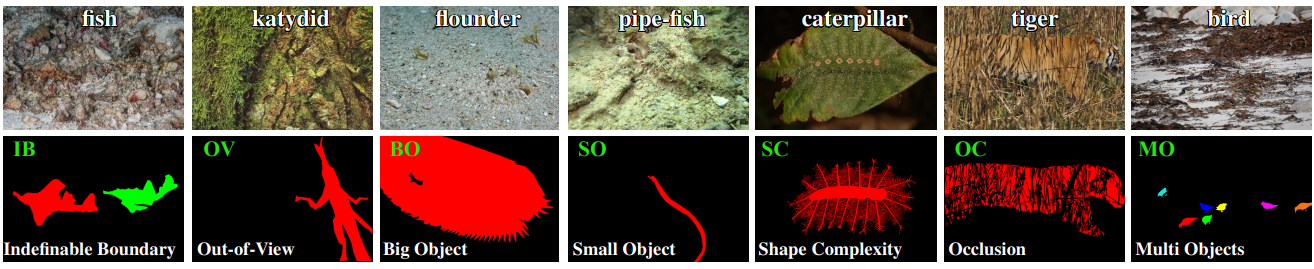 fish
katydid
flounder
pipe-fish
caterpillar
tiger
bird
IB
OV
BO
SO
SC
OC
MO
Indefinable Boundary
Out-of-View
Big Object
Small Object
Shape Complexity
Occlusion
Multi Objects